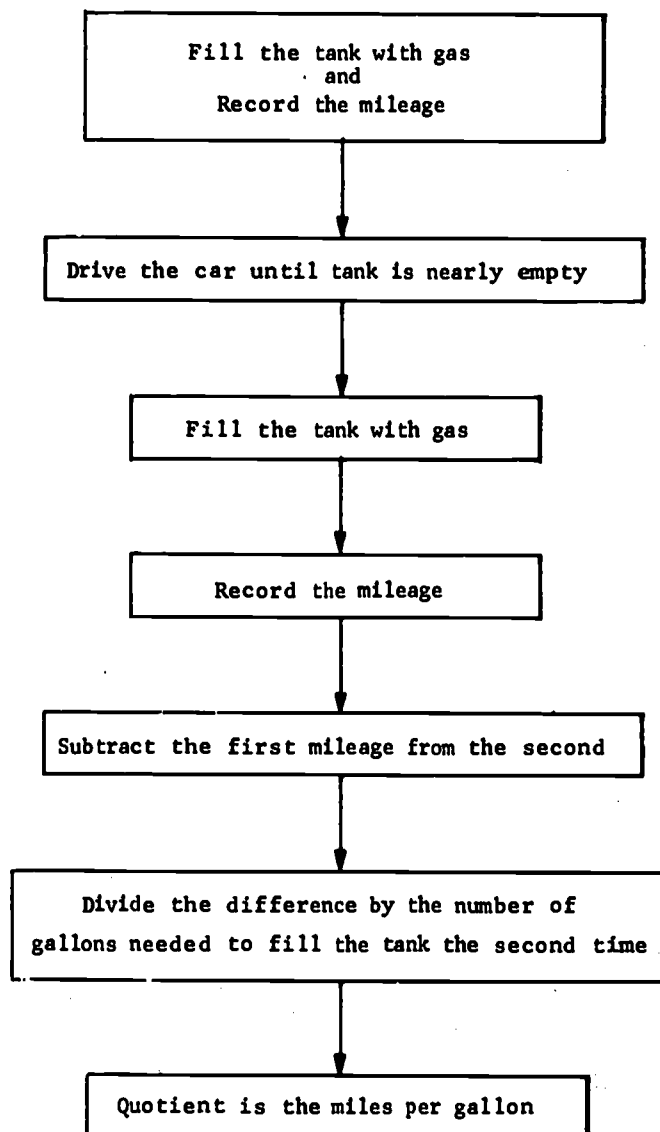 Fill the tank with gas
and
Record the mileage
Drive the car until tank is nearly empty
Fill the tank with gas
Record the mileage
Subtract the first mileage from the second
Divide the difference by the number of
gallons needed to fill the tank the second time
Quotient is the miles per gallon